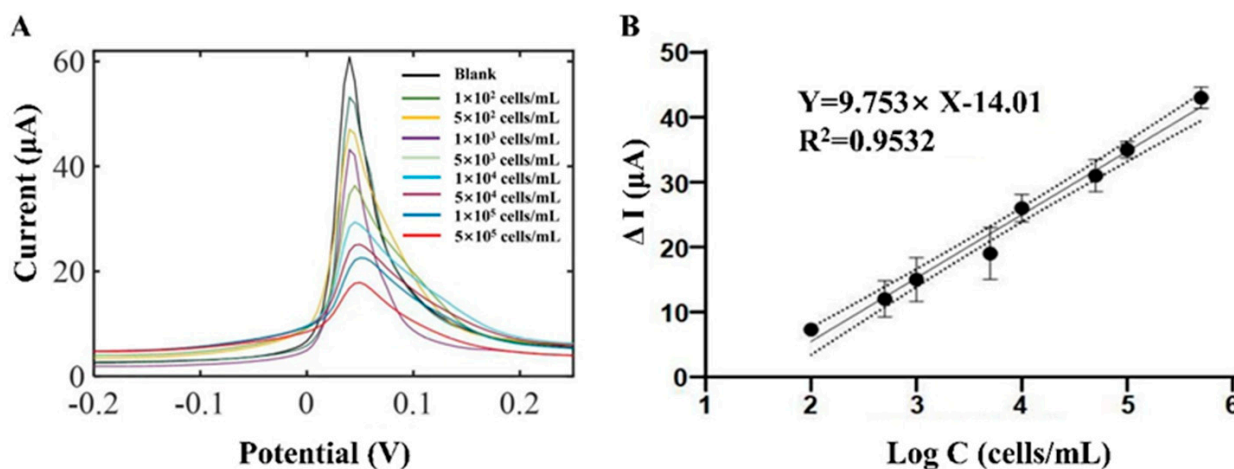 A
Current (μA)
60
40
20
0
-0.2
-0.1
0
0.1
0.2
Potential (V)
Blank
1×10² cells/mL
5×10² cells/mL
1×10³ cells/mL
5×10³ cells/mL
1×10⁴ cells/mL
5×10⁴ cells/mL
1×10⁵ cells/mL
5×10⁵ cells/mL
B
Δ I (μA)
50
40
30
20
10
0
Y=9.753× X-14.01
R²=0.9532
1
2
3
4
5
6
Log C (cells/mL)